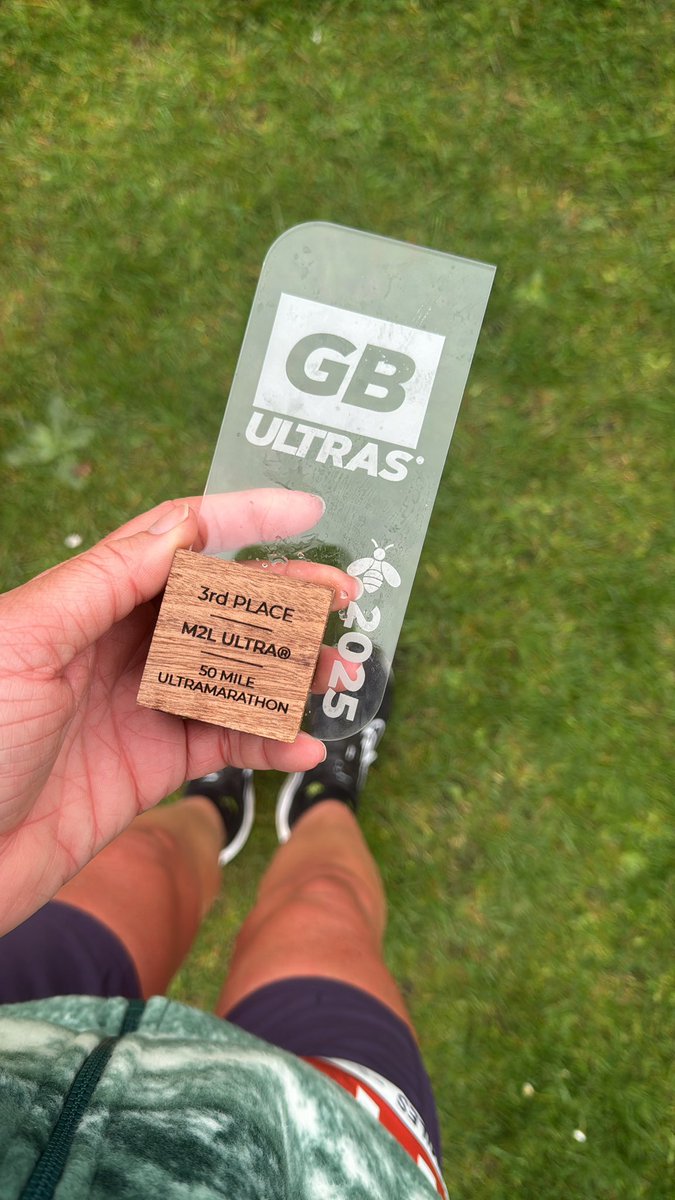 GB
ULTRAS®
2025
3rd PLACE
M2L ULTRA®
50 MILE
ULTRAMARATHON